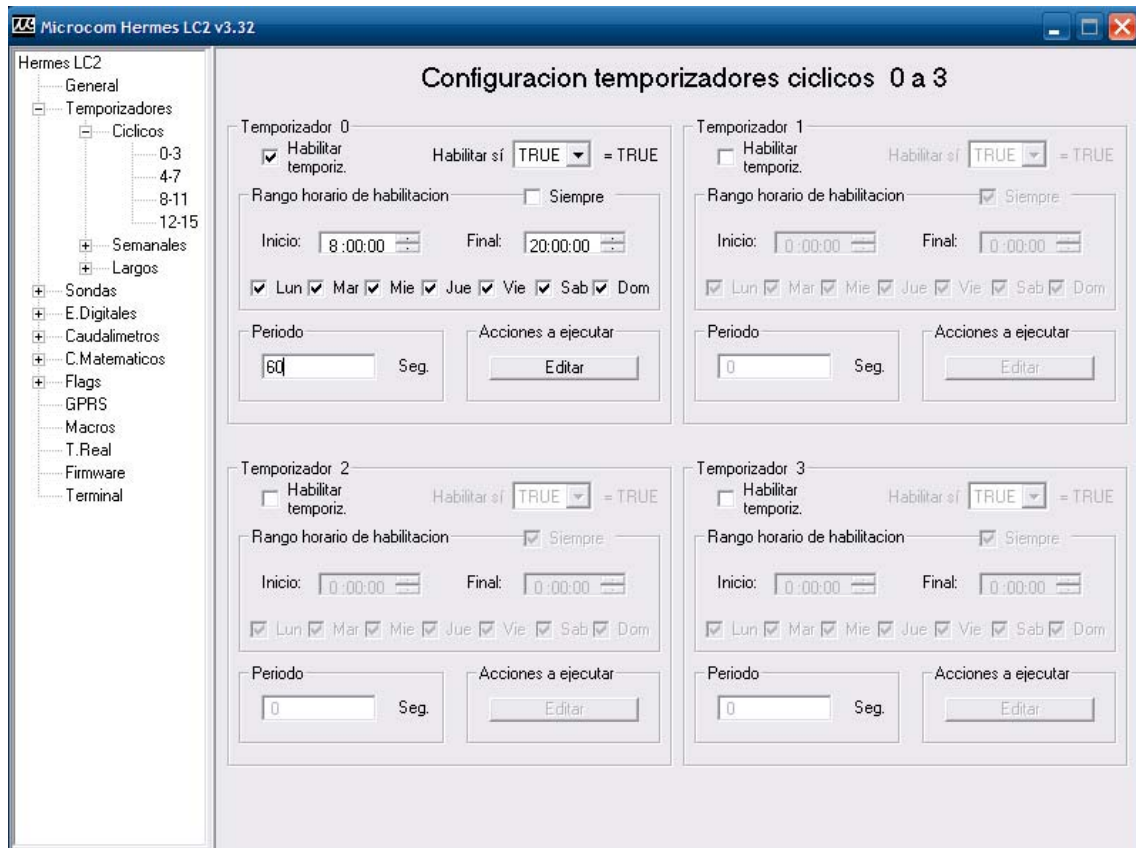 Microcom Hermes LC2 v3.32
Hermes LC2
General
Temporizadores
Ciclicos
0-3
4-7
8-11
12-15
Semanales
Largos
Sondas
E.Digitales
Caudalimetros
C.Matematicos
Flags
GPRS
Macros
T.Real
Firmware
Terminal
Configuracion temporizadores ciclicos 0 a 3
Temporizador 0
Habilitar
temporiz.
Habilitar sí TRUE = TRUE
Rango horario de habilitacion Siempre
Inicio: 8:00:00 Final: 20:00:00
Lun Mar Mie Jue Vie Sab Dom
Periodo Acciones a ejecutar
60 Seg. Editar
Temporizador 1
Habilitar
temporiz.
Habilitar sí TRUE = TRUE
Rango horario de habilitacion Siempre
Inicio: 0:00:00 Final: 0:00:00
Lun Mar Mie Jue Vie Sab Dom
Periodo Acciones a ejecutar
0 Seg. Editar
Temporizador 2
Habilitar
temporiz.
Habilitar sí TRUE = TRUE
Rango horario de habilitacion Siempre
Inicio: 0:00:00 Final: 0:00:00
Lun Mar Mie Jue Vie Sab Dom
Periodo Acciones a ejecutar
0 Seg. Editar
Temporizador 3
Habilitar
temporiz.
Habilitar sí TRUE = TRUE
Rango horario de habilitacion Siempre
Inicio: 0:00:00 Final: 0:00:00
Lun Mar Mie Jue Vie Sab Dom
Periodo Acciones a ejecutar
0 Seg. Editar